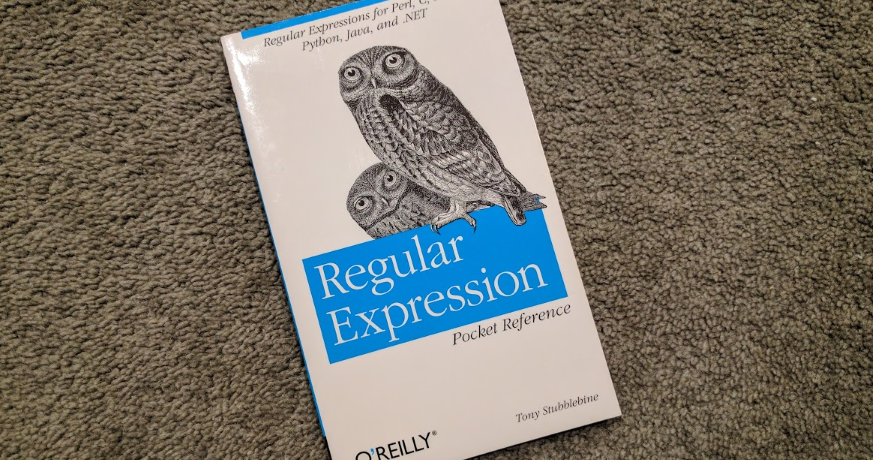 Regular Expressions for Perl, C,
Python, Java, and .NET
Regular
Expression
Pocket Reference
Tony Stubblebine
O'REILLY®